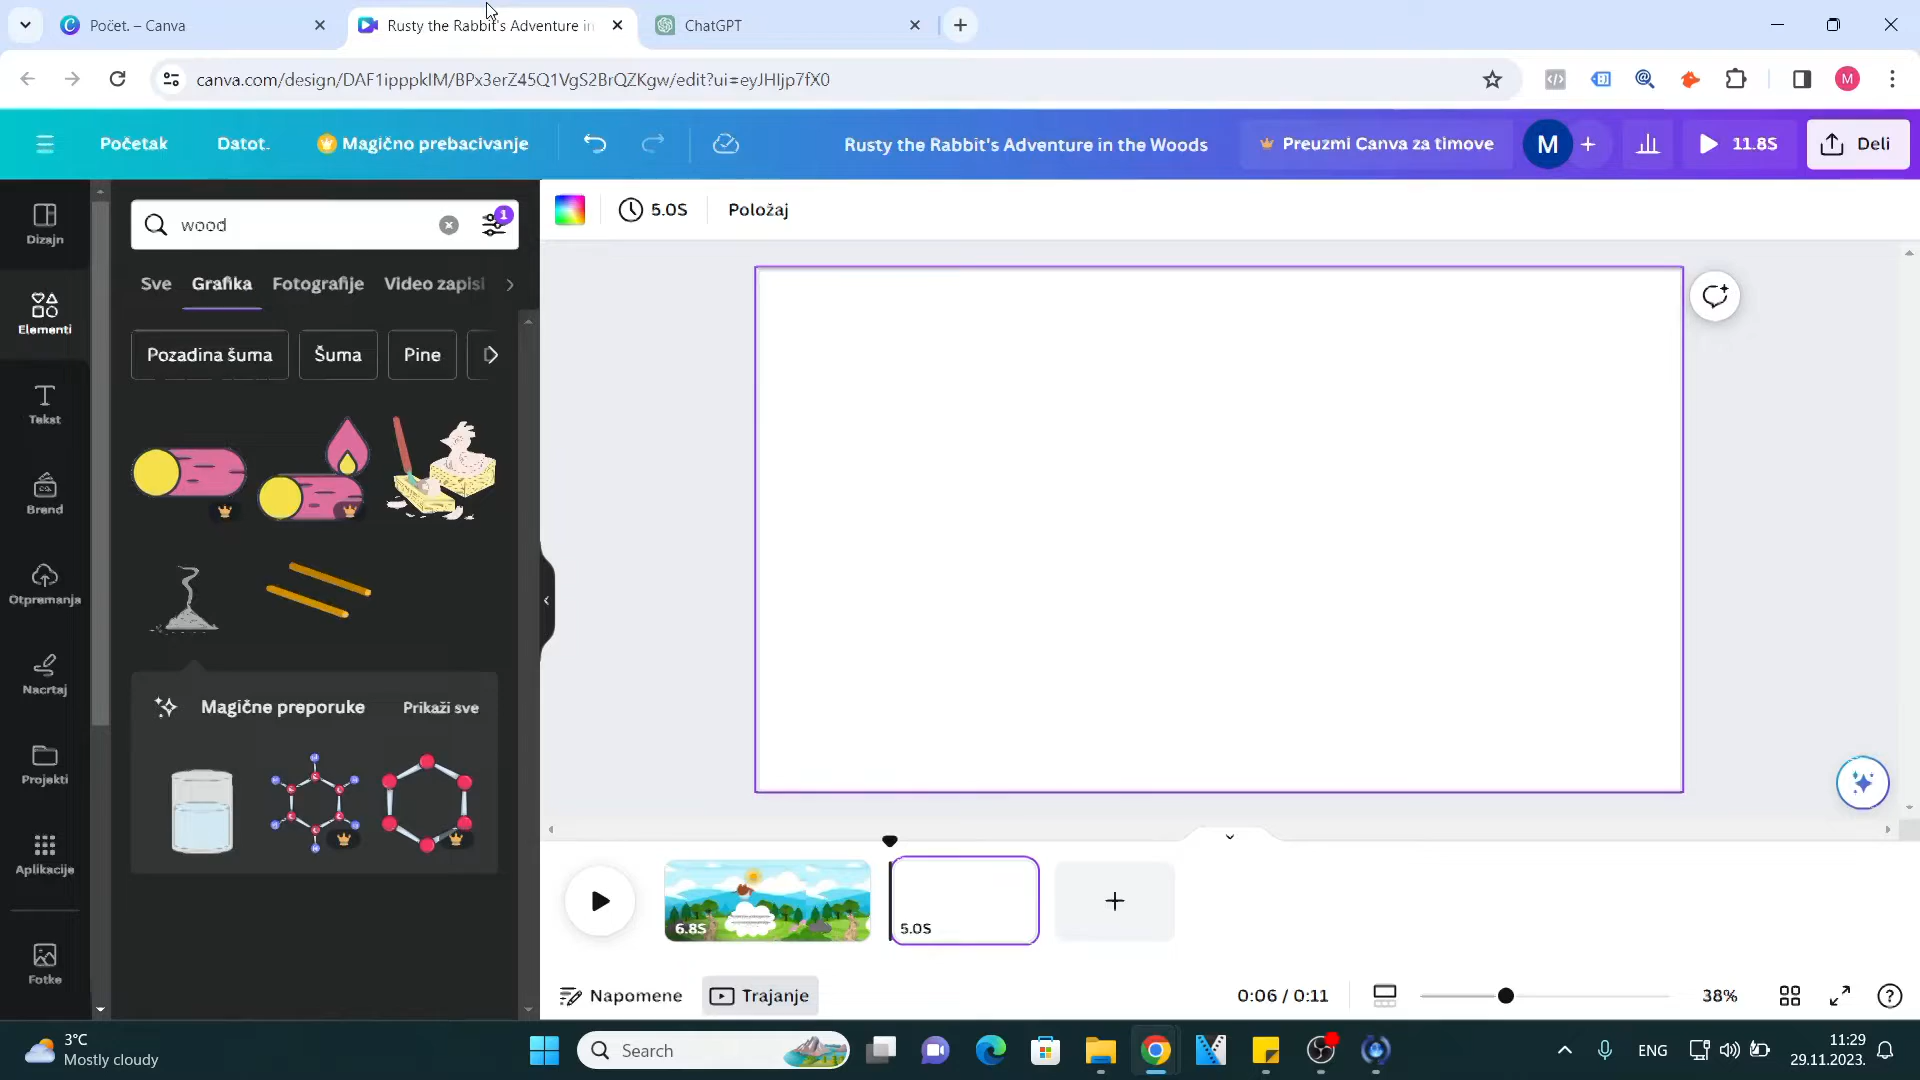 Počet. – Canva
Rusty the Rabbit's Adventure in
ChatGPT
canva.com/design/DAF1ipppkIM/BPx3erZ45Q1VgS2BrQZKgw/edit?ui=eyJHIjp7fX0
M
Početak
Datot.
Magično prebacivanje
Rusty the Rabbit's Adventure in the Woods
Preuzmi Canva za timove
M
11.8S
Deli
Dizajn
Elementi
Tekst
Brend
Otpremanja
Nacrtaj
Projekti
Aplikacije
Fotke
wood
1
Sve
Grafika
Fotografije
Video zapisi
Pozadina šuma
Šuma
Pine
Magične preporuke
Prikaži sve
5.0S
Položaj
6.8S
5.0S
Napomene
Trajanje
0:06 / 0:11
38%
3°C
Mostly cloudy
Search
ENG
11:29
29.11.2023.